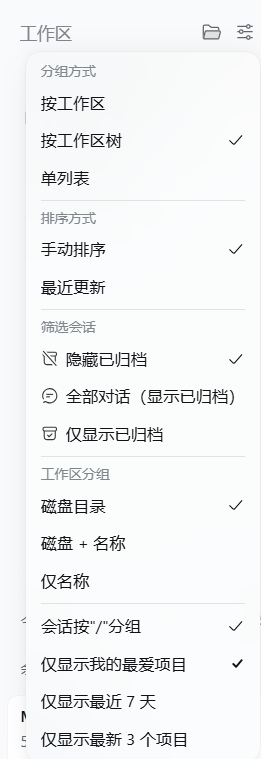 工作区
分组方式
按工作区
按工作区树
单列表
排序方式
手动排序
最近更新
筛选会话
隐藏已归档
全部对话（显示已归档）
仅显示已归档
工作区分组
磁盘目录
磁盘 + 名称
仅名称
会话按"/"分组
仅显示我的最爱项目
仅显示最近 7 天
仅显示最新 3 个项目